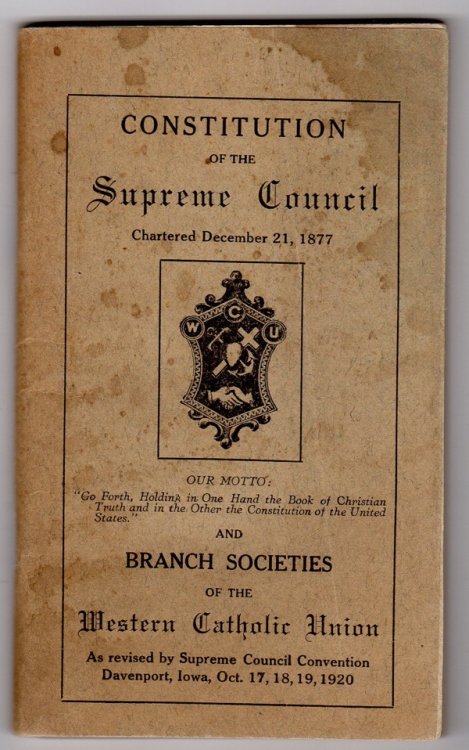 CONSTITUTION
OF THE
Supreme Council
Chartered December 21, 1877
W C U
OUR MOTTO:
"Go Forth, Holding in One Hand the Book of Christian
Truth and in the Other the Constitution of the United
States."
AND
BRANCH SOCIETIES
OF THE
Western Catholic Union
As revised by Supreme Council Convention
Davenport, Iowa, Oct. 17, 18, 19, 1920